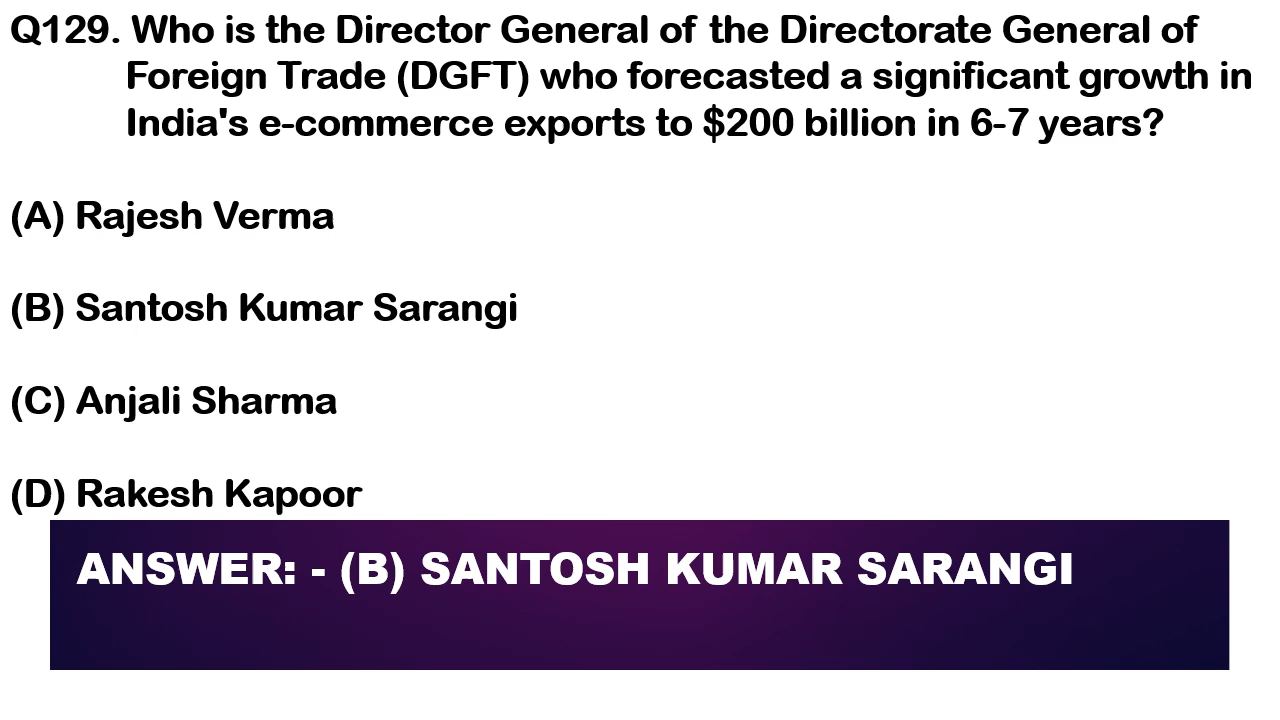 Q129. Who is the Director General of the Directorate General of
Foreign Trade (DGFT) who forecasted a significant growth in
India's e-commerce exports to $200 billion in 6-7 years?
(A) Rajesh Verma
(B) Santosh Kumar Sarangi
(C) Anjali Sharma
(D) Rakesh Kapoor
ANSWER: - (B) SANTOSH KUMAR SARANGI